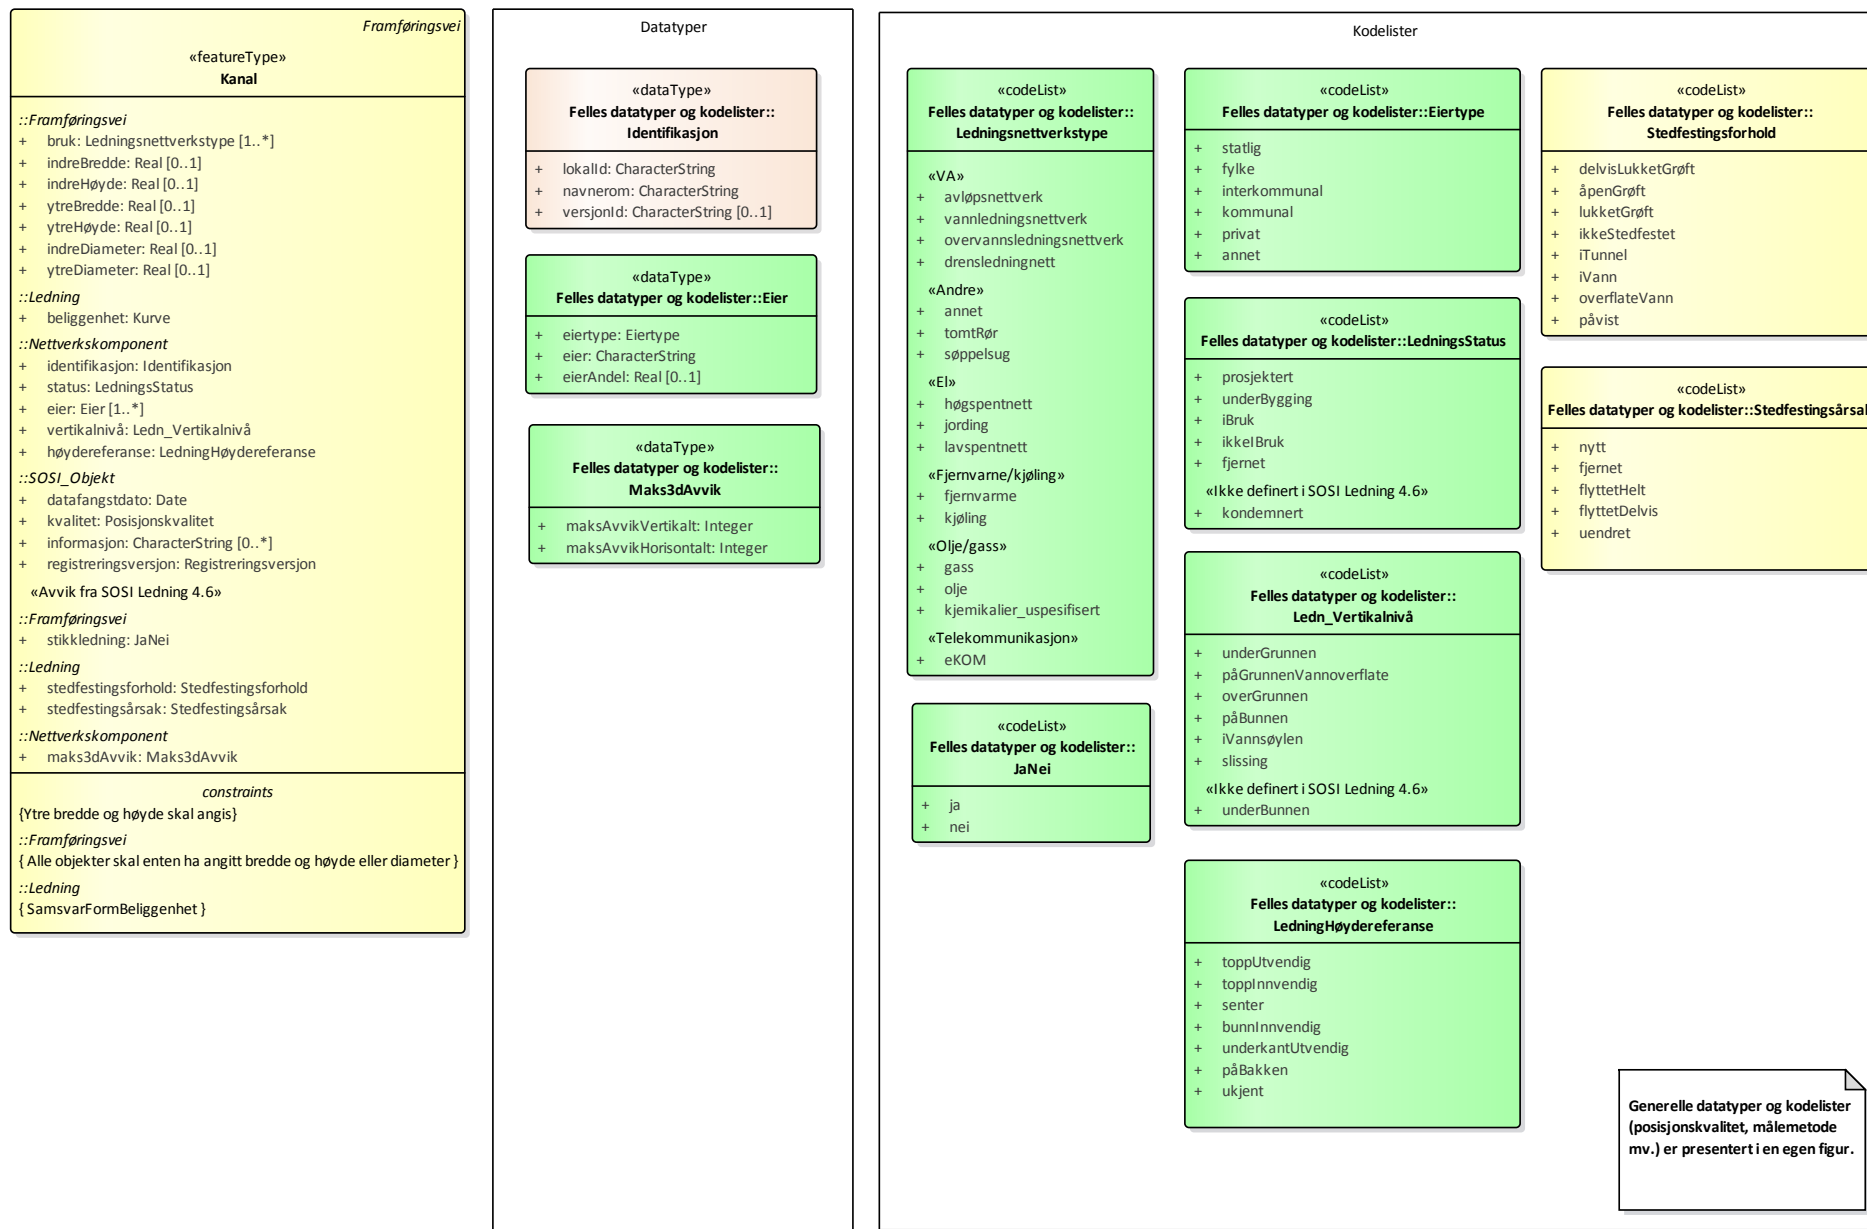 Framføringsvei
«featureType»
Kanal
::Framføringsvei
+ bruk: Ledningsnettverkstype [1..*]
+ indreBredde: Real [0..1]
+ indreHøyde: Real [0..1]
+ ytreBredde: Real [0..1]
+ ytreHøyde: Real [0..1]
+ indreDiameter: Real [0..1]
+ ytreDiameter: Real [0..1]
::Ledning
+ beliggenhet: Kurve
::Nettverkskomponent
+ identifikasjon: Identifikasjon
+ status: LedningsStatus
+ eier: Eier [1..*]
+ vertikalnivå: Ledn_Vertikalnivå
+ høydereferanse: LedningHøydereferanse
::SOSI_Objekt
+ datafangstdato: Date
+ kvalitet: Posisjonskvalitet
+ informasjon: CharacterString [0..*]
+ registreringsversjon: Registreringsversjon
«Avvik fra SOSI Ledning 4.6»
::Framføringsvei
+ stikkledning: JaNei
::Ledning
+ stedfestingsforhold: Stedfestingsforhold
+ stedfestingsårsak: Stedfestingsårsak
::Nettverkskomponent
+ maks3dAvvik: Maks3dAvvik
constraints
{Ytre bredde og høyde skal angis}
::Framføringsvei
{ Alle objekter skal enten ha angitt bredde og høyde eller diameter }
::Ledning
{ SamsvarFormBeliggenhet }
Datatyper
«dataType»
Felles datatyper og kodelister::
Identifikasjon
+ lokalId: CharacterString
+ navnerom: CharacterString
+ versjonId: CharacterString [0..1]
«dataType»
Felles datatyper og kodelister::Eier
+ eiertype: Eiertype
+ eier: CharacterString
+ eierAndel: Real [0..1]
«dataType»
Felles datatyper og kodelister::
Maks3dAvvik
+ maksAvvikVertikalt: Integer
+ maksAvvikHorisontalt: Integer
Kodelister
«codeList»
Felles datatyper og kodelister::
Ledningsnettverkstype
«VA»
+ avløpsnettverk
+ vannledningsnettverk
+ overvannsledningsnettverk
+ drensledningnett
«Andre»
+ annet
+ tomtRør
+ søppelsug
«El»
+ høgspentnett
+ jording
+ lavspentnett
«Fjernvarne/kjøling»
+ fjernvarme
+ kjøling
«Olje/gass»
+ gass
+ olje
+ kjemikalier_uspesifisert
«Telekommunikasjon»
+ eKOM
«codeList»
Felles datatyper og kodelister::
JaNei
+ ja
+ nei
«codeList»
Felles datatyper og kodelister::Eiertype
+ statlig
+ fylke
+ interkommunal
+ kommunal
+ privat
+ annet
«codeList»
Felles datatyper og kodelister::LedningsStatus
+ prosjektert
+ underBygging
+ iBruk
+ ikkeIBruk
+ fjernet
«Ikke definert i SOSI Ledning 4.6»
+ kondemnert
«codeList»
Felles datatyper og kodelister::
Ledn_Vertikalnivå
+ underGrunnen
+ påGrunnenVannoverflate
+ overGrunnen
+ påBunnen
+ iVannsøylen
+ slissing
«Ikke definert i SOSI Ledning 4.6»
+ underBunnen
«codeList»
Felles datatyper og kodelister::
LedningHøydereferanse
+ toppUtvendig
+ toppInnvendig
+ senter
+ bunnInnvendig
+ underkantUtvendig
+ påBakken
+ ukjent
«codeList»
Felles datatyper og kodelister::
Stedfestingsforhold
+ delvisLukketGrøft
+ åpenGrøft
+ lukketGrøft
+ ikkeStedfestet
+ iTunnel
+ iVann
+ overflateVann
+ påvist
«codeList»
Felles datatyper og kodelister::Stedfestingsårsak
+ nytt
+ fjernet
+ flyttetHelt
+ flyttetDelvis
+ uendret
Generelle datatyper og kodelister
(posisjonskvalitet, målemetode
mv.) er presentert i en egen figur.